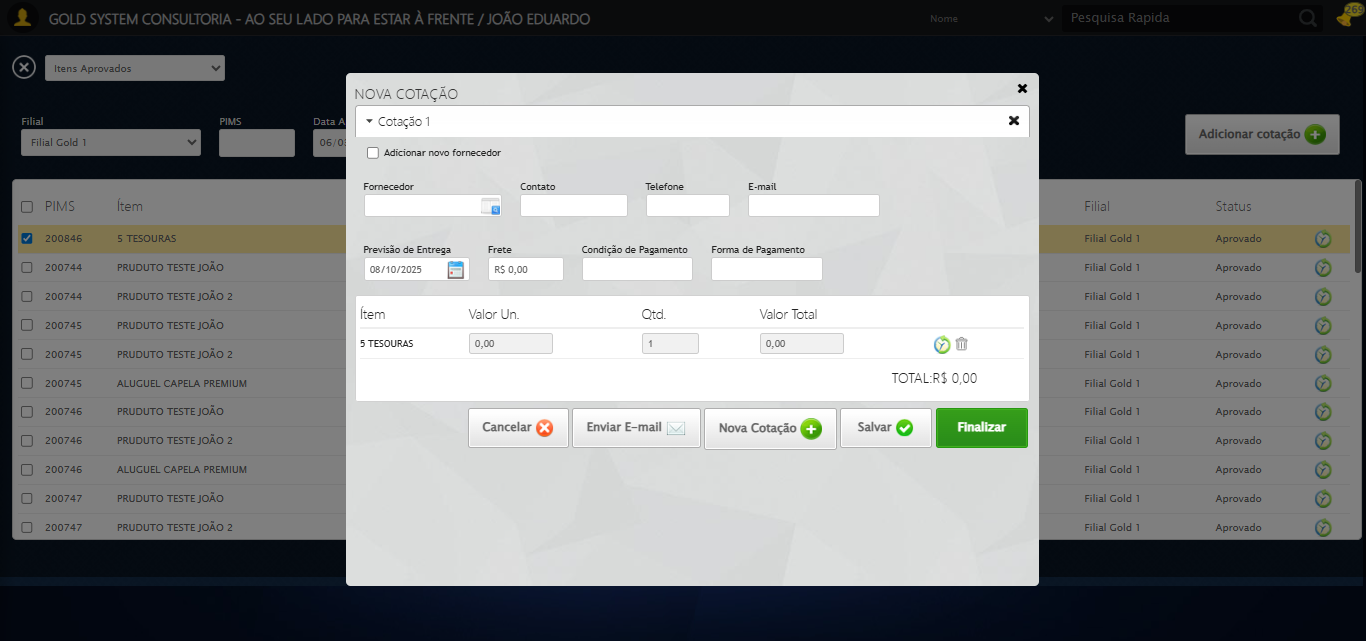 GOLD SYSTEM CONSULTORIA - AO SEU LADO PARA ESTAR À FRENTE / JOÃO EDUARDO
Nome
Pesquisa Rapida
269
Itens Aprovados
Filial
PIMS
Data A
Filial Gold 1
06/0
Adicionar cotação
PIMS Ítem Filial Status
200846 5 TESOURAS Filial Gold 1 Aprovado
200744 PRUDUTO TESTE JOÃO Filial Gold 1 Aprovado
200744 PRUDUTO TESTE JOÃO 2 Filial Gold 1 Aprovado
200745 PRUDUTO TESTE JOÃO Filial Gold 1 Aprovado
200745 PRUDUTO TESTE JOÃO 2 Filial Gold 1 Aprovado
200745 ALUGUEL CAPELA PREMIUM Filial Gold 1 Aprovado
200746 PRUDUTO TESTE JOÃO Filial Gold 1 Aprovado
200746 PRUDUTO TESTE JOÃO 2 Filial Gold 1 Aprovado
200746 ALUGUEL CAPELA PREMIUM Filial Gold 1 Aprovado
200747 PRUDUTO TESTE JOÃO Filial Gold 1 Aprovado
200747 PRUDUTO TESTE JOÃO 2 Filial Gold 1 Aprovado
NOVA COTAÇÃO
Cotação 1
Adicionar novo fornecedor
Fornecedor Contato Telefone E-mail
Previsão de Entrega Frete Condição de Pagamento Forma de Pagamento
08/10/2025 R$ 0,00
Ítem Valor Un. Qtd. Valor Total
5 TESOURAS 0,00 1 0,00
TOTAL:R$ 0,00
Cancelar Enviar E-mail Nova Cotação Salvar Finalizar